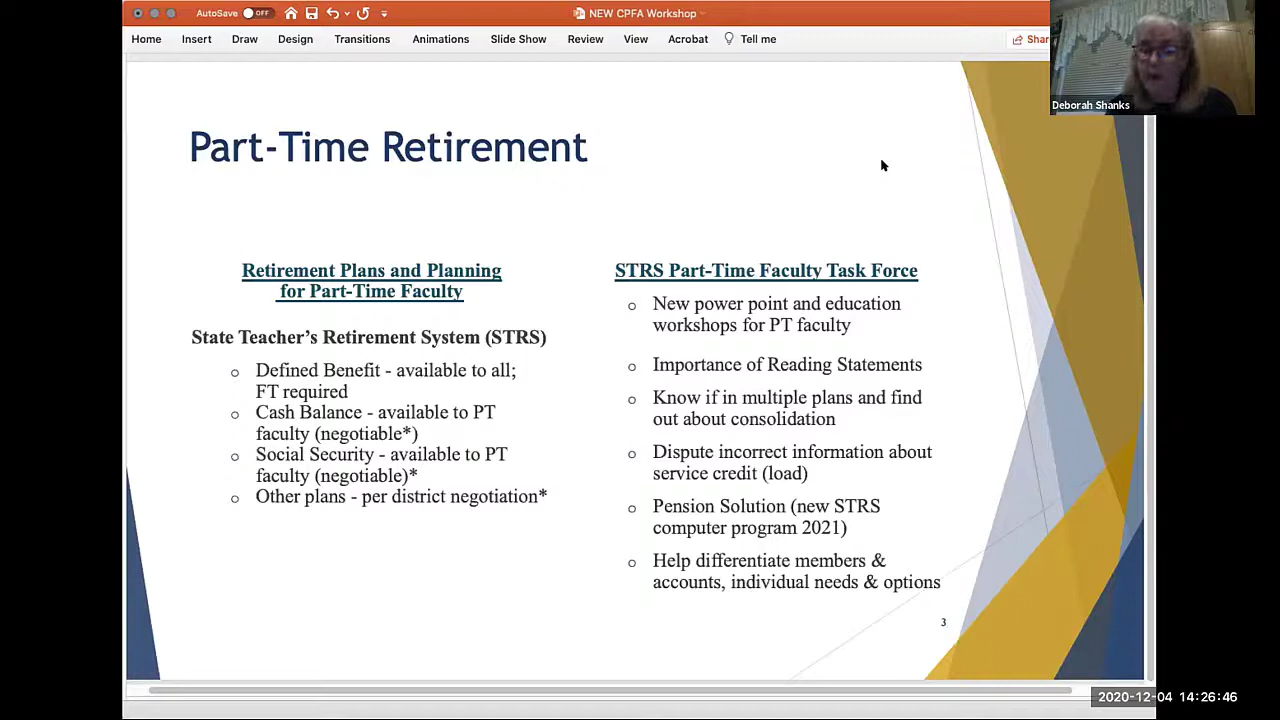 AutoSave OFF
NEW CPFA Workshop
Home Insert Draw Design Transitions Animations Slide Show Review View Acrobat Tell me
Shar
Deborah Shanks
Part-Time Retirement
Retirement Plans and Planning
for Part-Time Faculty
State Teacher’s Retirement System (STRS)
Defined Benefit - available to all;
FT required
Cash Balance - available to PT
faculty (negotiable*)
Social Security - available to PT
faculty (negotiable)*
Other plans - per district negotiation*
STRS Part-Time Faculty Task Force
New power point and education
workshops for PT faculty
Importance of Reading Statements
Know if in multiple plans and find
out about consolidation
Dispute incorrect information about
service credit (load)
Pension Solution (new STRS
computer program 2021)
Help differentiate members &
accounts, individual needs & options
3
2020-12-04 14:26:46